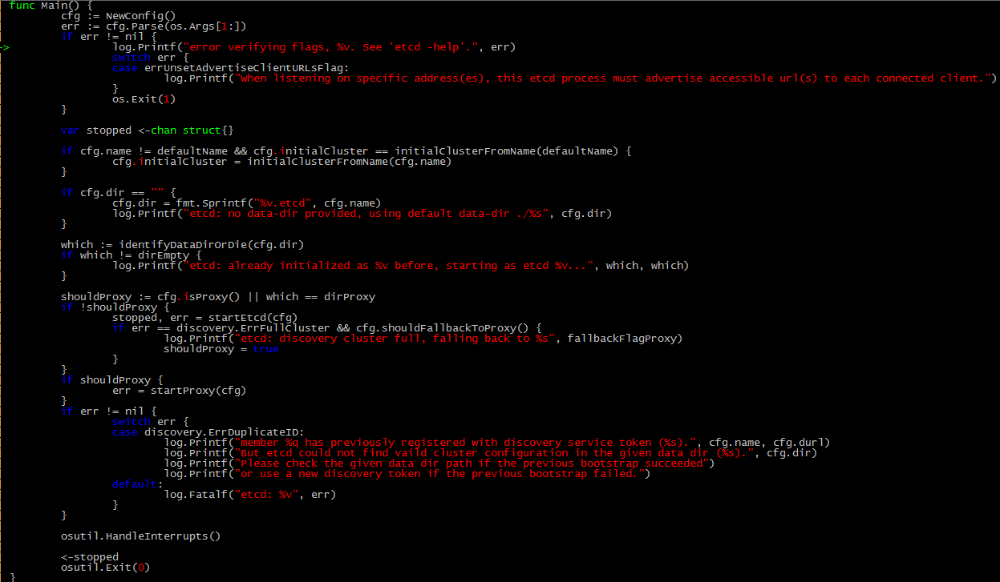 func Main() {
        cfg := NewConfig()
        err := cfg.Parse(os.Args[1:])
        if err != nil {
->              log.Printf("error verifying flags, %v. See `etcd -help`.", err)
                switch err {
                case errUnsetAdvertiseClientURLsFlag:
                        log.Printf("When listening on specific address(es), this etcd process must advertise accessible url(s) to each connected client.")
                }
                os.Exit(1)
        }

        var stopped <-chan struct{}

        if cfg.name != defaultName && cfg.initialCluster == initialClusterFromName(defaultName) {
                cfg.initialCluster = initialClusterFromName(cfg.name)
        }

        if cfg.dir == "" {
                cfg.dir = fmt.Sprintf("%v.etcd", cfg.name)
                log.Printf("etcd: no data-dir provided, using default data-dir ./%s", cfg.dir)
        }

        which := identifyDataDirOrDie(cfg.dir)
        if which != dirEmpty {
                log.Printf("etcd: already initialized as %v before, starting as etcd %v...", which, which)
        }

        shouldProxy := cfg.isProxy() || which == dirProxy
        if !shouldProxy {
                stopped, err = startEtcd(cfg)
                if err == discovery.ErrFullCluster && cfg.shouldFallbackToProxy() {
                        log.Printf("etcd: discovery cluster full, falling back to %s", fallbackFlagProxy)
                        shouldProxy = true
                }
        }
        if shouldProxy {
                err = startProxy(cfg)
        }
        if err != nil {
                switch err {
                case discovery.ErrDuplicateID:
                        log.Printf("member %q has previously registered with discovery service token (%s).", cfg.name, cfg.durl)
                        log.Printf("But etcd could not find vaild cluster configuration in the given data dir (%s).", cfg.dir)
                        log.Printf("Please check the given data dir path if the previous bootstrap succeeded")
                        log.Printf("or use a new discovery token if the previous bootstrap failed.")
                default:
                        log.Fatalf("etcd: %v", err)
                }
        }

        osutil.HandleInterrupts()

        <-stopped
        osutil.Exit(0)
}